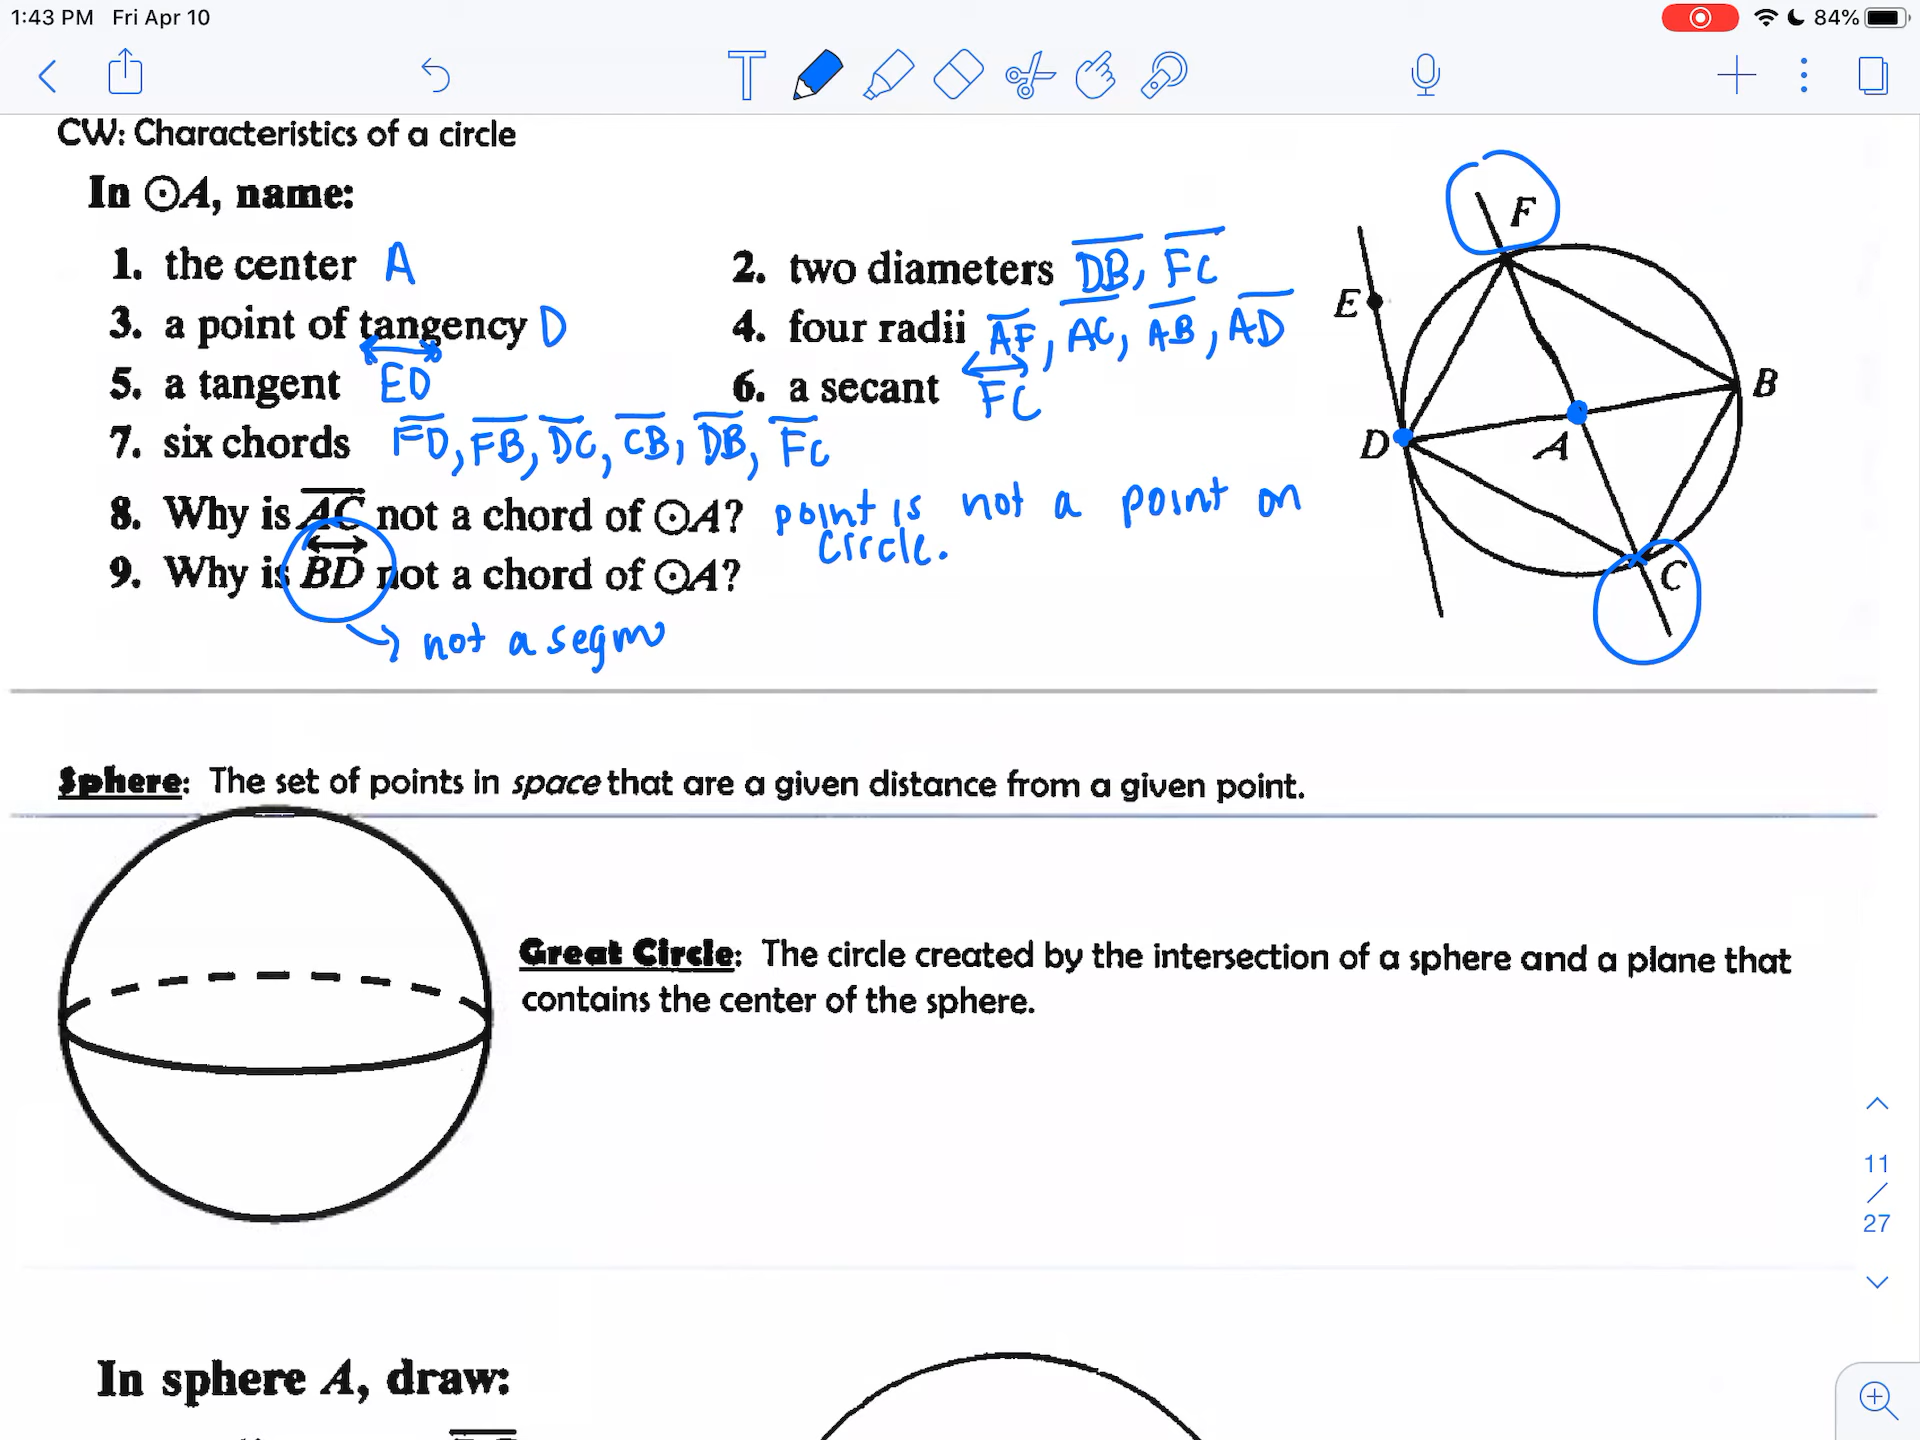 1:43 PM Fri Apr 10 84%
T
CW: Characteristics of a circle
In ⊙A, name:
1. the center A
2. two diameters DB, FC
3. a point of tangency D
4. four radii AF, AC, AB, AD
5. a tangent ED
6. a secant FC
7. six chords FD, FB, DC, CB, DB, FC
8. Why is AC not a chord of ⊙A? point is not a point on
circle.
9. Why is BD not a chord of ⊙A?
not a segm
F
E
B
A
D
C
Sphere: The set of points in space that are a given distance from a given point.
Great Circle: The circle created by the intersection of a sphere and a plane that
contains the center of the sphere.
11
/
27
In sphere A, draw: